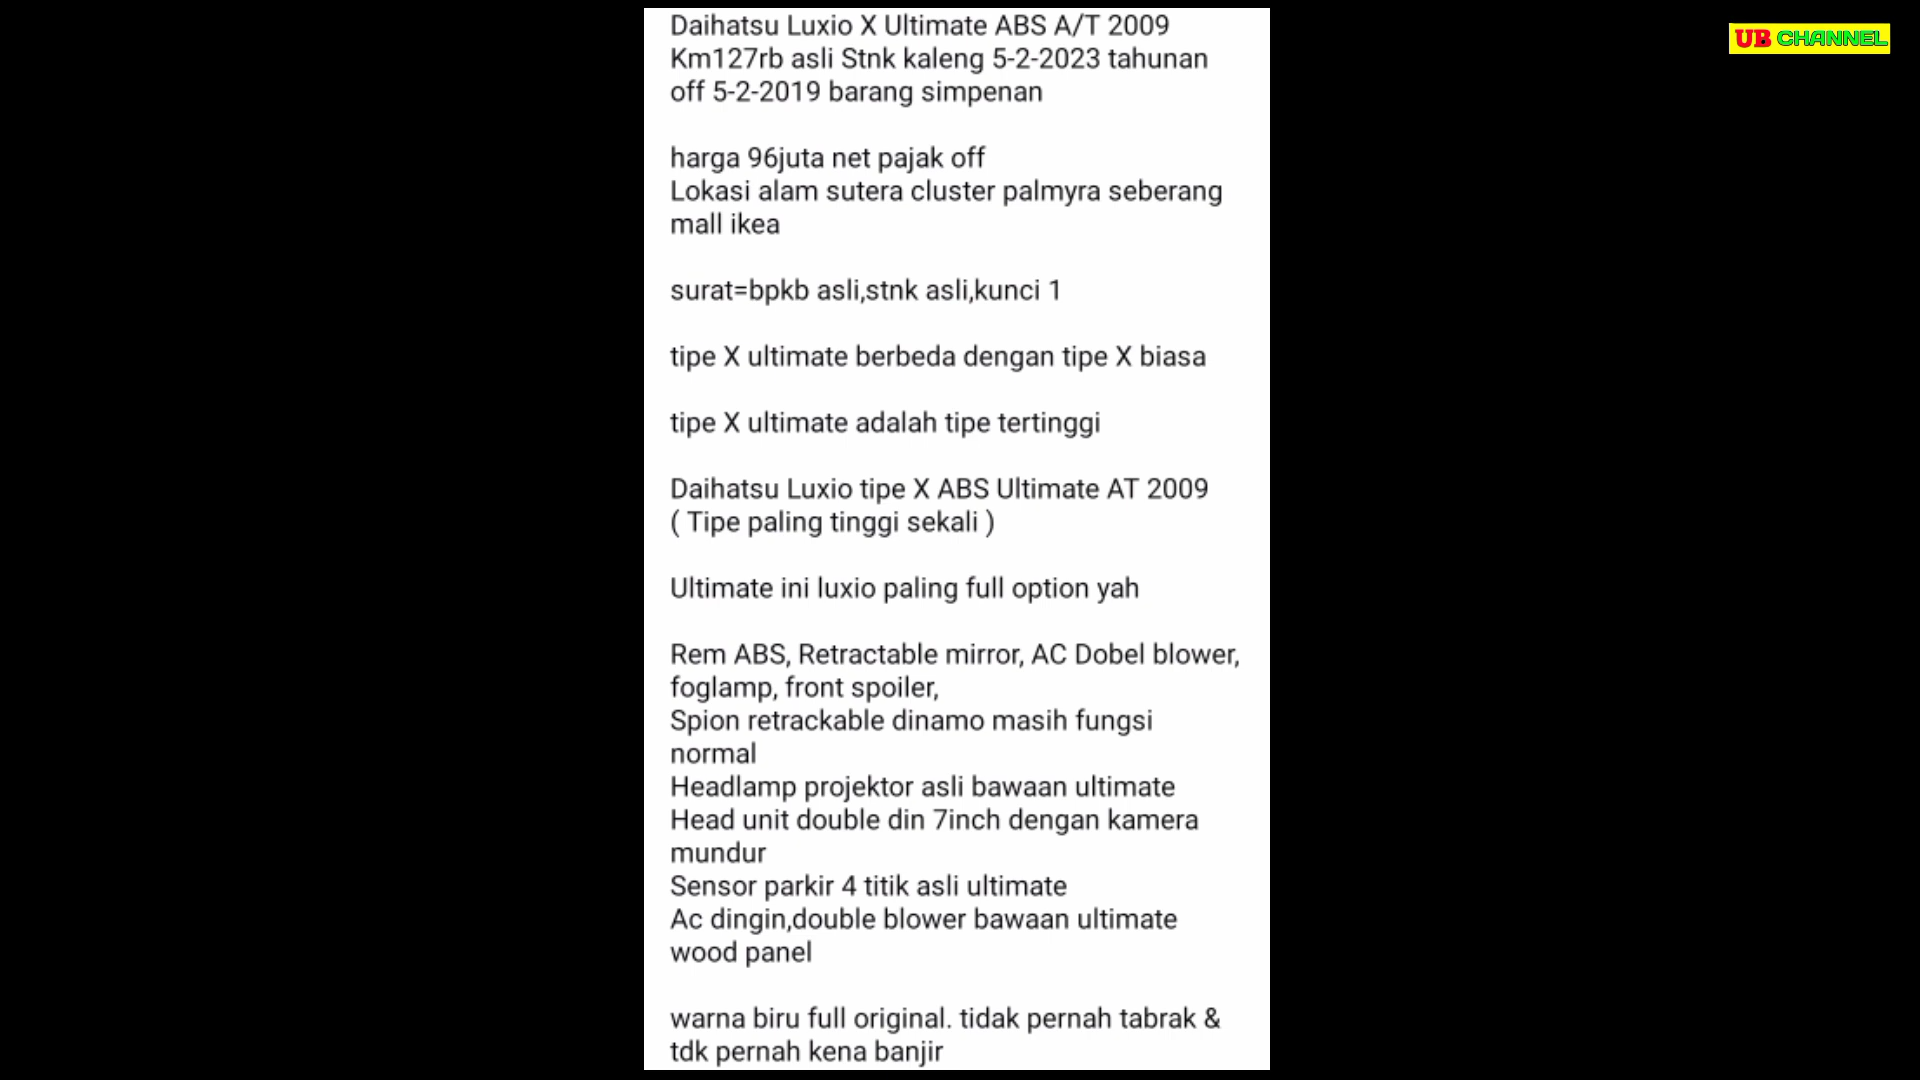 Daihatsu Luxio X Ultimate ABS A/T 2009
Km127rb asli Stnk kaleng 5-2-2023 tahunan
off 5-2-2019 barang simpenan
harga 96juta net pajak off
Lokasi alam sutera cluster palmyra seberang
mall ikea
surat=bpkb asli,stnk asli,kunci 1
tipe X ultimate berbeda dengan tipe X biasa
tipe X ultimate adalah tipe tertinggi
Daihatsu Luxio tipe X ABS Ultimate AT 2009
( Tipe paling tinggi sekali )
Ultimate ini luxio paling full option yah
Rem ABS, Retractable mirror, AC Dobel blower,
foglamp, front spoiler,
Spion retrackable dinamo masih fungsi
normal
Headlamp projektor asli bawaan ultimate
Head unit double din 7inch dengan kamera
mundur
Sensor parkir 4 titik asli ultimate
Ac dingin,double blower bawaan ultimate
wood panel
warna biru full original. tidak pernah tabrak &
tdk pernah kena banjir
UB CHANNEL